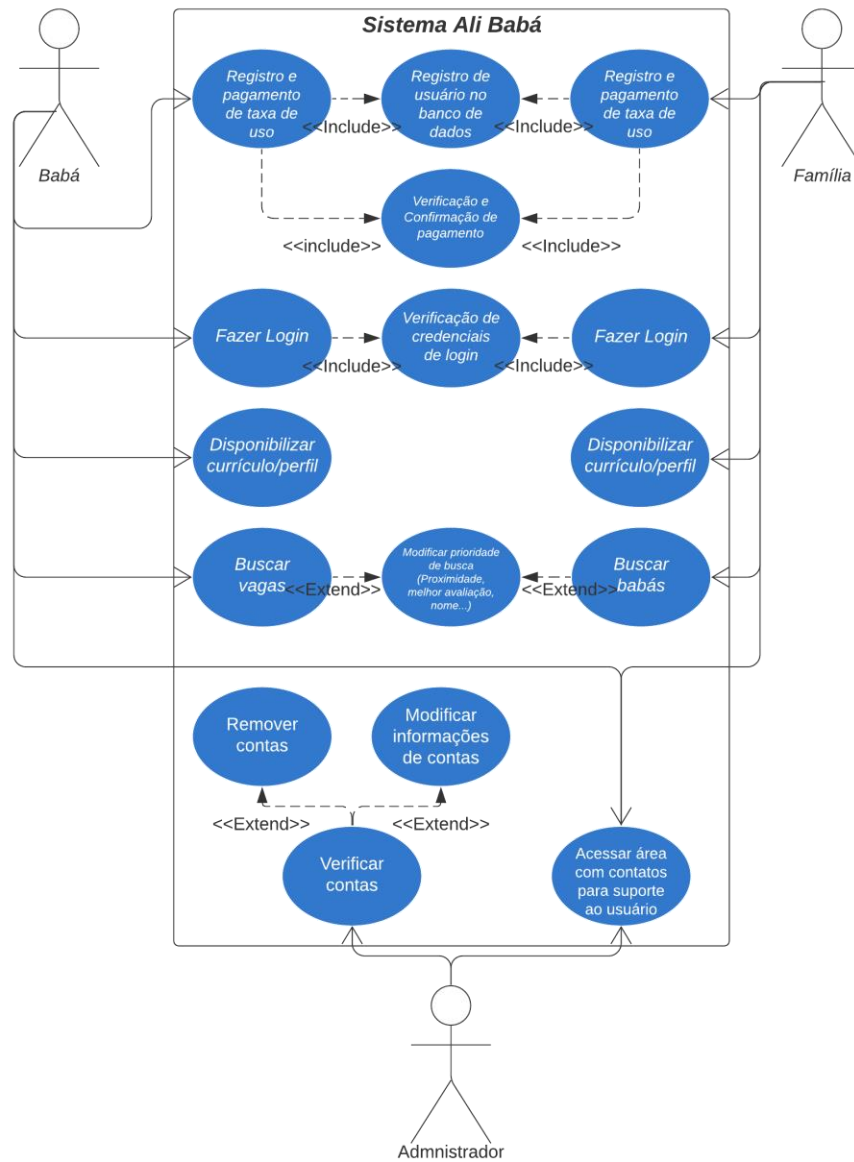 Sistema Ali Babá
Babá
Família
Registro e
pagamento
de taxa de
uso
Registro de
usuário no
banco de
dados
Registro e
pagamento
de taxa de
uso
<<Include>>
<<Include>>
Verificação e
Confirmação de
pagamento
<<include>>
<<Include>>
Fazer Login
Verificação de
credenciais
de login
Fazer Login
<<Include>>
<<Include>>
Disponibilizar
currículo/perfil
Disponibilizar
currículo/perfil
Buscar
vagas
Modificar prioridade
de busca
(Proximidade,
melhor avaliação,
nome...)
Buscar
babás
<<Extend>>
<<Extend>>
Remover
contas
Modificar
informações
de contas
<<Extend>>
<<Extend>>
Verificar
contas
Acessar área
com contatos
para suporte
ao usuário
Admnistrador